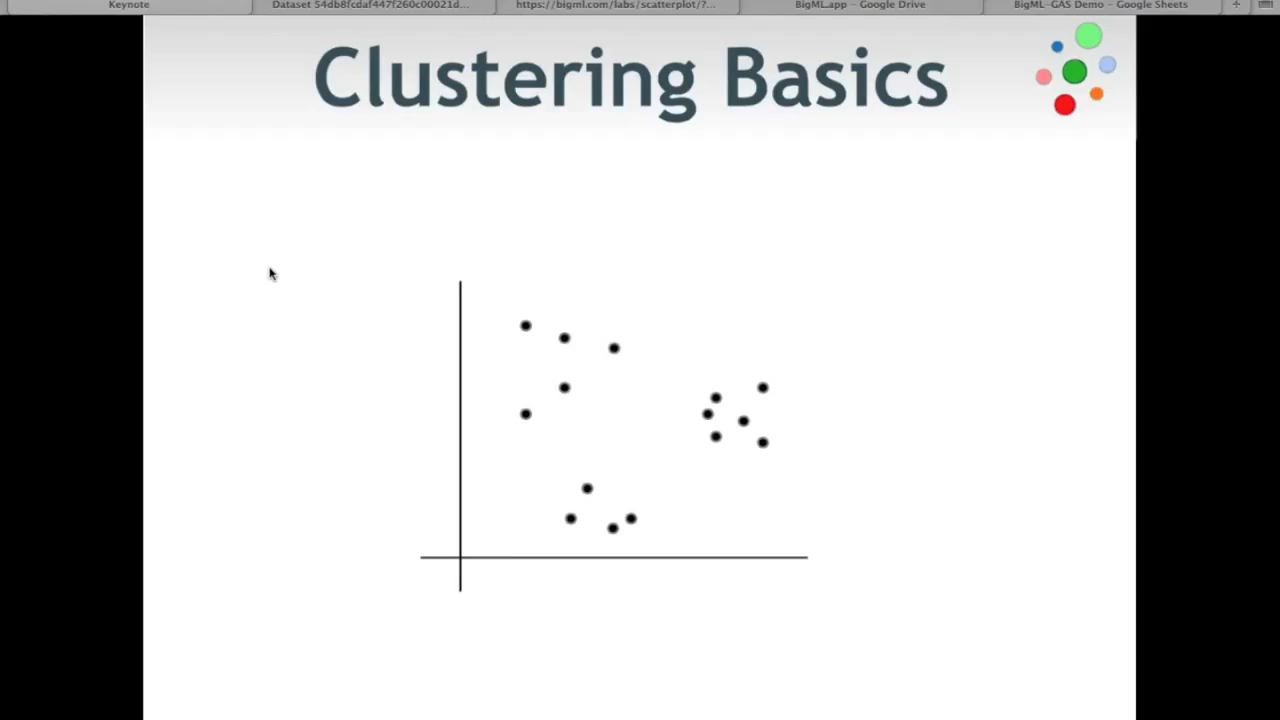 Keynote
Dataset 54db8fcdaf447f260c00021d...
https://bigml.com/labs/scatterplot/?...
BigML.app – Google Drive
BigML-GAS Demo – Google Sheets
+
Clustering Basics